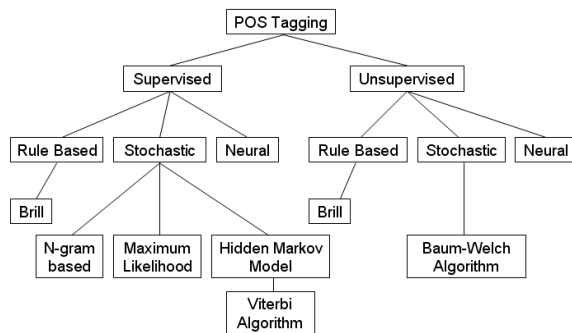 POS Tagging
Supervised
Unsupervised
Rule Based
Stochastic
Neural
Rule Based
Stochastic
Neural
Brill
Brill
N-gram
based
Maximum
Likelihood
Hidden Markov
Model
Baum-Welch
Algorithm
Viterbi
Algorithm